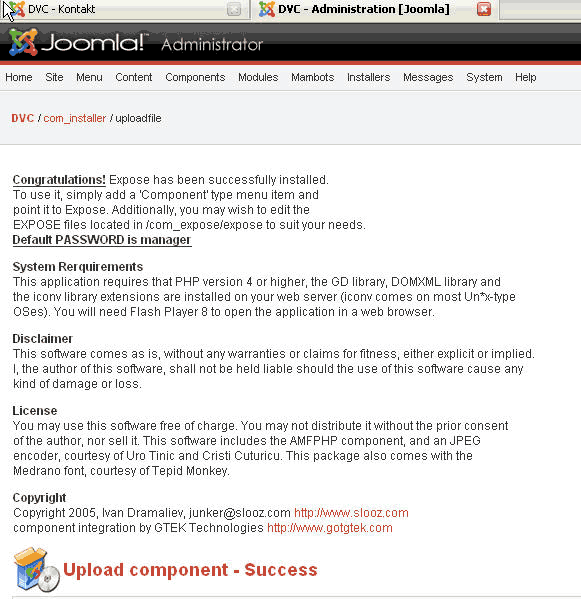 DVC - Kontakt
DVC - Administration [Joomla]
Joomla! Administrator
Home Site Menu Content Components Modules Mambots Installers Messages System Help
DVC / com_installer / uploadfile
Congratulations! Expose has been successfully installed.
To use it, simply add a 'Component' type menu item and
point it to Expose. Additionally, you may wish to edit the
EXPOSE files located in /com_expose/expose to suit your needs.
Default PASSWORD is manager
System Rerquirements
This application requires that PHP version 4 or higher, the GD library, DOMXML library and
the iconv library extensions are installed on your web server (iconv comes on most Un*x-type
OSes). You will need Flash Player 8 to open the application in a web browser.
Disclaimer
This software comes as is, without any warranties or claims for fitness, either explicit or implied.
I, the author of this software, shall not be held liable should the use of this software cause any
kind of damage or loss.
License
You may use this software free of charge. You may not distribute it without the prior consent
of the author, nor sell it. This software includes the AMFPHP component, and an JPEG
encoder, courtesy of Uro Tinic and Cristi Cuturicu. This package also comes with the
Medrano font, courtesy of Tepid Monkey.
Copyright
Copyright 2005, Ivan Dramaliev, junker@slooz.com http://www.slooz.com
component integration by GTEK Technologies http://www.gotgtek.com
Upload component - Success